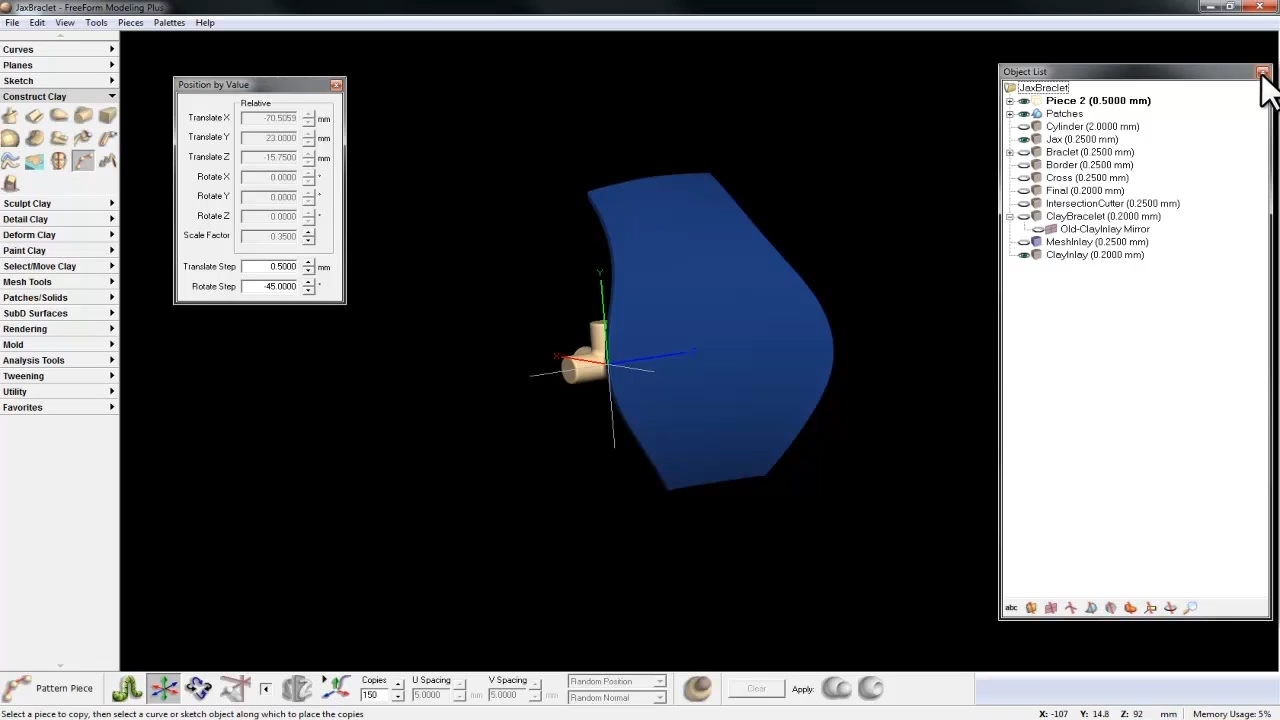 JaxBraclet - FreeForm Modeling Plus
File Edit View Tools Pieces Palettes Help
Curves
Planes
Sketch
Construct Clay
Sculpt Clay
Detail Clay
Deform Clay
Paint Clay
Select/Move Clay
Mesh Tools
Patches/Solids
SubD Surfaces
Rendering
Mold
Analysis Tools
Tweening
Utility
Favorites
Position by Value
Relative
Translate X -70.5059 mm
Translate Y 23.0000 mm
Translate Z -15.7500 mm
Rotate X 0.0000 °
Rotate Y 0.0000 °
Rotate Z 0.0000 °
Scale Factor 0.3500
Translate Step 0.5000 mm
Rotate Step -45.0000 °
Y
X
Object List
JaxBraclet
Piece 2 (0.5000 mm)
Patches
Cylinder (2.0000 mm)
Jax (0.2500 mm)
Braclet (0.2500 mm)
Border (0.2500 mm)
Cross (0.2500 mm)
Final (0.2000 mm)
IntersectionCutter (0.2500 mm)
ClayBracelet (0.2000 mm)
Old-ClayInlay Mirror
MeshInlay (0.2500 mm)
ClayInlay (0.2000 mm)
abc
Pattern Piece
Copies
150
U Spacing
5.0000 mm
V Spacing
5.0000 mm
Random Position
Random Normal
Clear
Apply:
Select a piece to copy, then select a curve or sketch object along which to place the copies
X: -107 Y: 14.8 Z: 92 mm Memory Usage: 5%